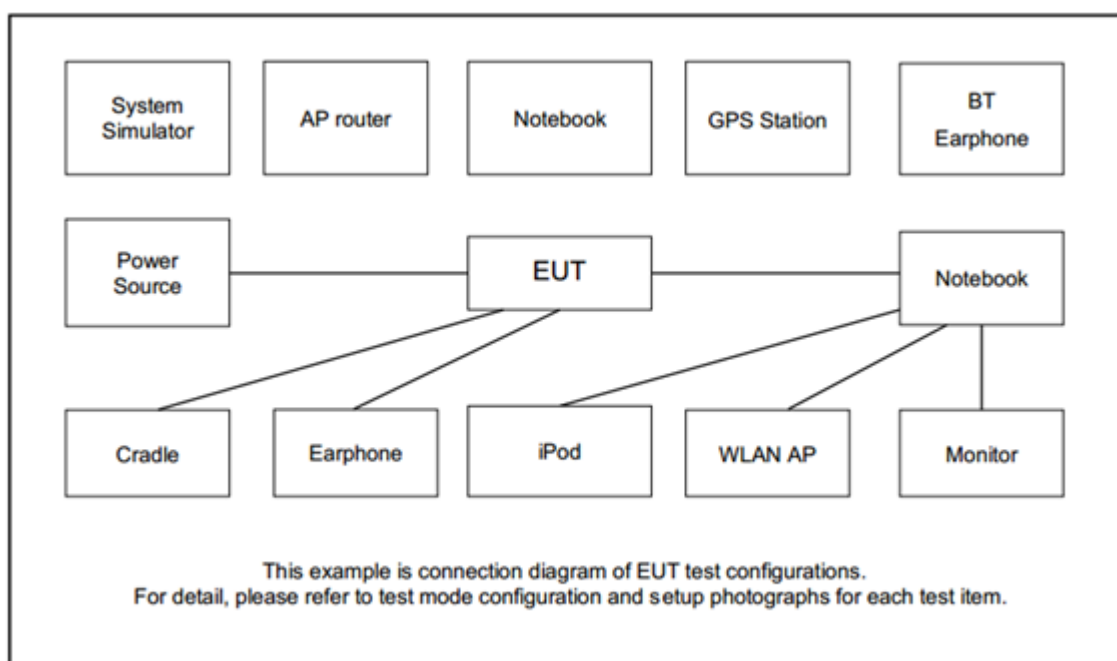 System
Simulator
AP router
Notebook
GPS Station
BT
Earphone
Power
Source
EUT
Notebook
Cradle
Earphone
iPod
WLAN AP
Monitor
This example is connection diagram of EUT test configurations.
For detail, please refer to test mode configuration and setup photographs for each test item.